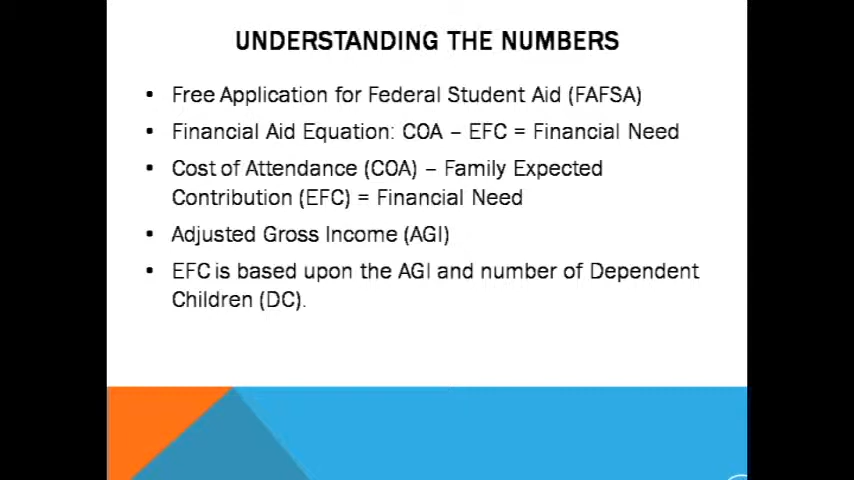 UNDERSTANDING THE NUMBERS
• Free Application for Federal Student Aid (FAFSA)
• Financial Aid Equation: COA – EFC = Financial Need
• Cost of Attendance (COA) – Family Expected
Contribution (EFC) = Financial Need
• Adjusted Gross Income (AGI)
• EFC is based upon the AGI and number of Dependent
Children (DC).